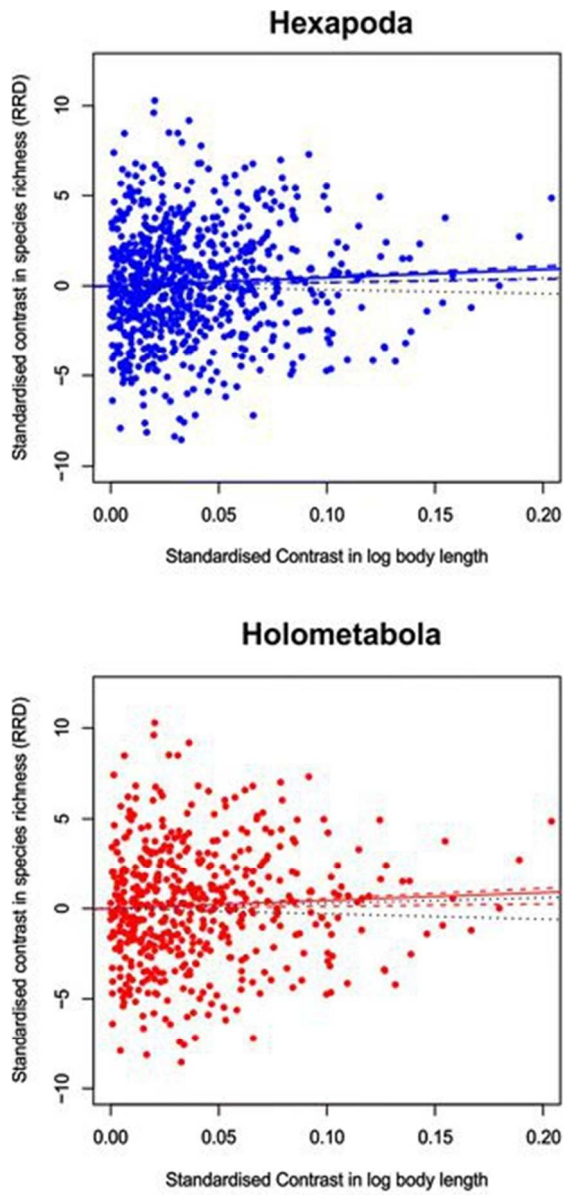 Hexapoda
Standardised contrast in species richness (RRD)
10
5
0
−5
−10
0.00 0.05 0.10 0.15 0.20
Standardised Contrast in log body length
Holometabola
Standardised contrast in species richness (RRD)
10
5
0
−5
−10
0.00 0.05 0.10 0.15 0.20
Standardised Contrast in log body length